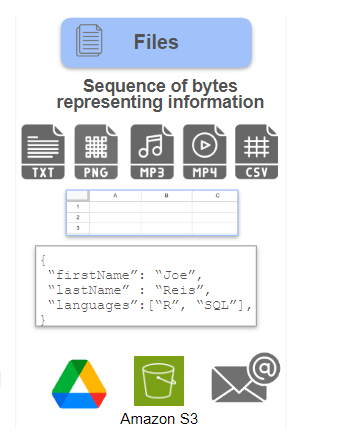 Files
Sequence of bytes
representing information
TXT PNG MP3 MP4 CSV
A B C
1
2
3
{
“firstName”: “Joe”,
“lastName” : “Reis”,
“languages”:[“R”, “SQL”],
}
@
Amazon S3